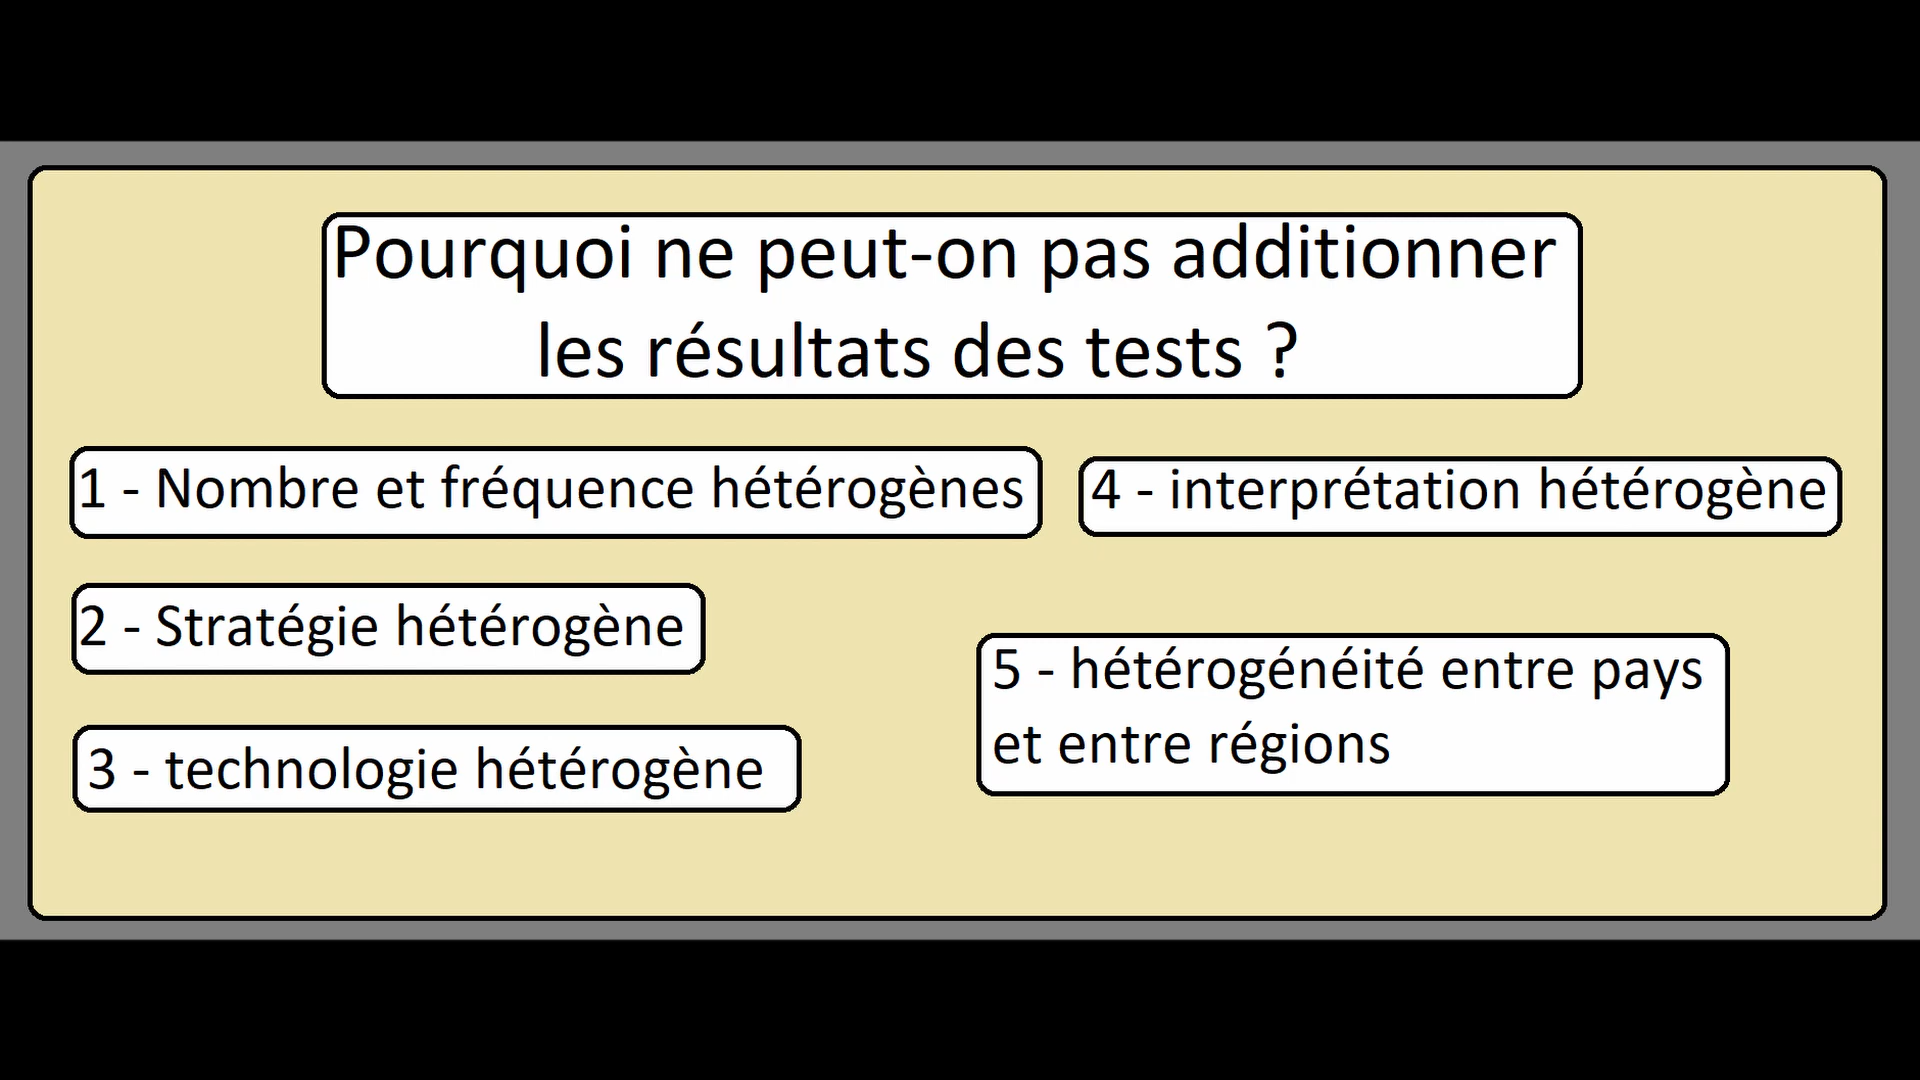 Pourquoi ne peut-on pas additionner
les résultats des tests ?
1 - Nombre et fréquence hétérogènes
2 - Stratégie hétérogène
3 - technologie hétérogène
4 - interprétation hétérogène
5 - hétérogénéité entre pays
et entre régions